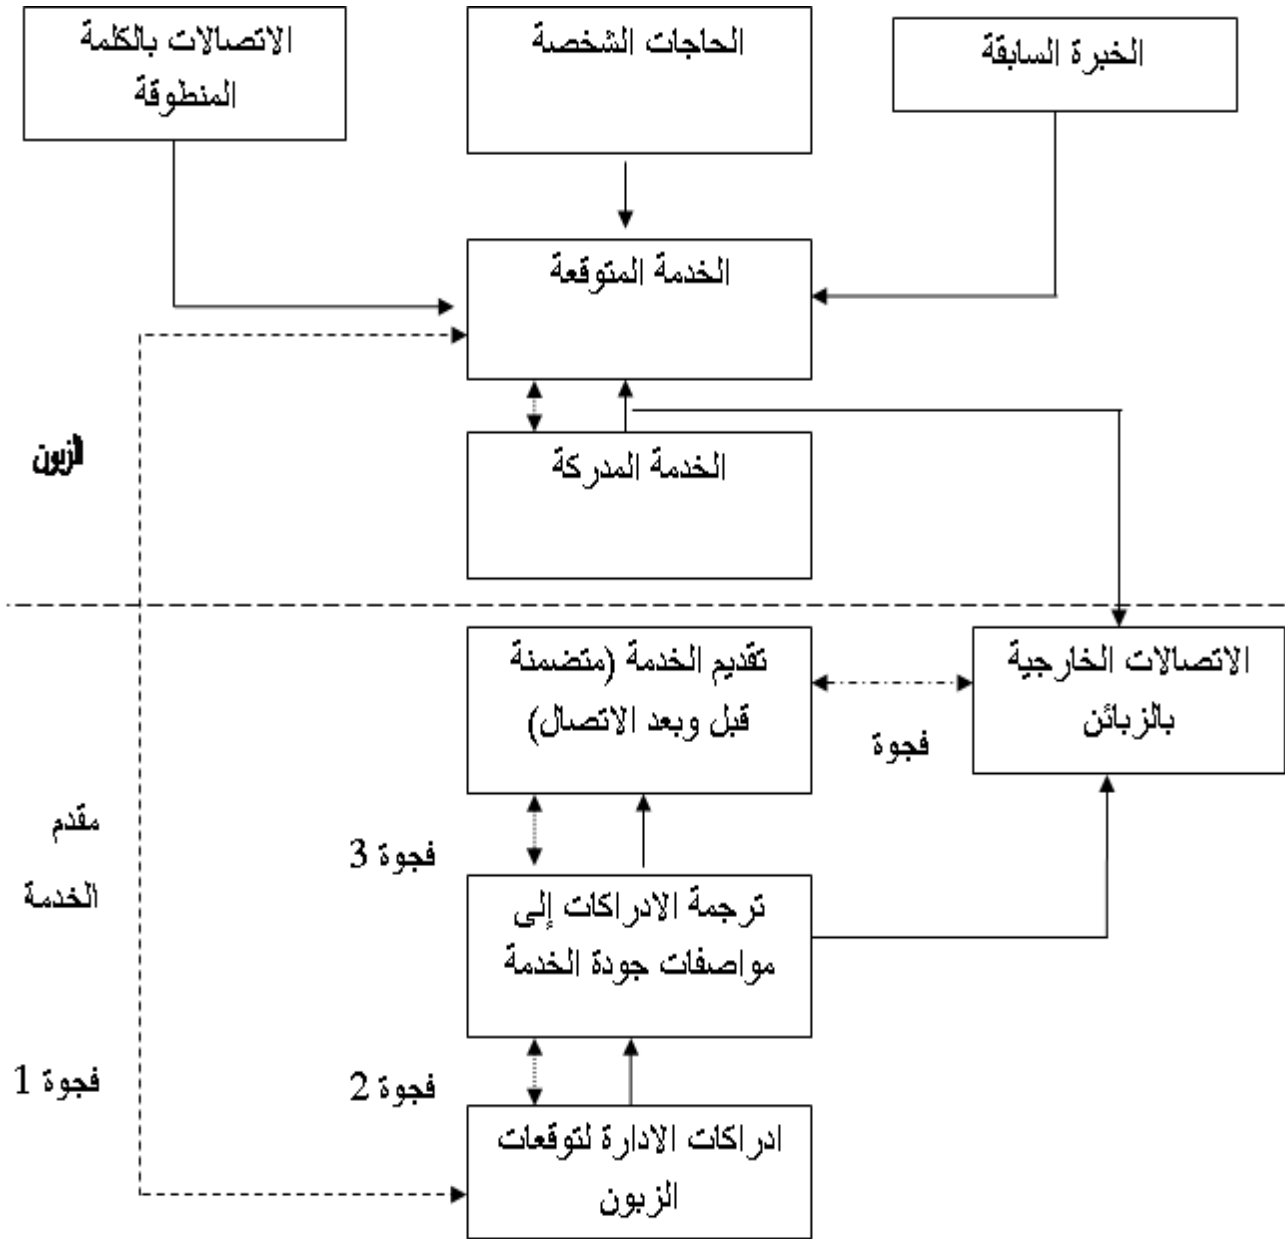 الخبرة السابقة
الحاجات الشخصة
الاتصالات بالكلمة
المنطوقة
الخدمة المتوقعة
الزبون
الخدمة المدركة
الاتصالات الخارجية
بالزبائن
تقديم الخدمة (متضمنة
قبل وبعد الاتصال)
فجوة
مقدم
الخدمة
فجوة 3
ترجمة الادراكات إلى
مواصفات جودة الخدمة
فجوة 2
فجوة 1
ادراكات الادارة لتوقعات
الزبون